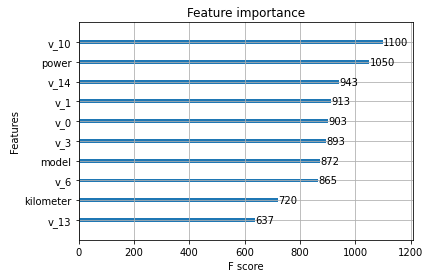 Feature importance
Features
v_10 1100
power 1050
v_14 943
v_1 913
v_0 903
v_3 893
model 872
v_6 865
kilometer 720
v_13 637
0 200 400 600 800 1000 1200
F score